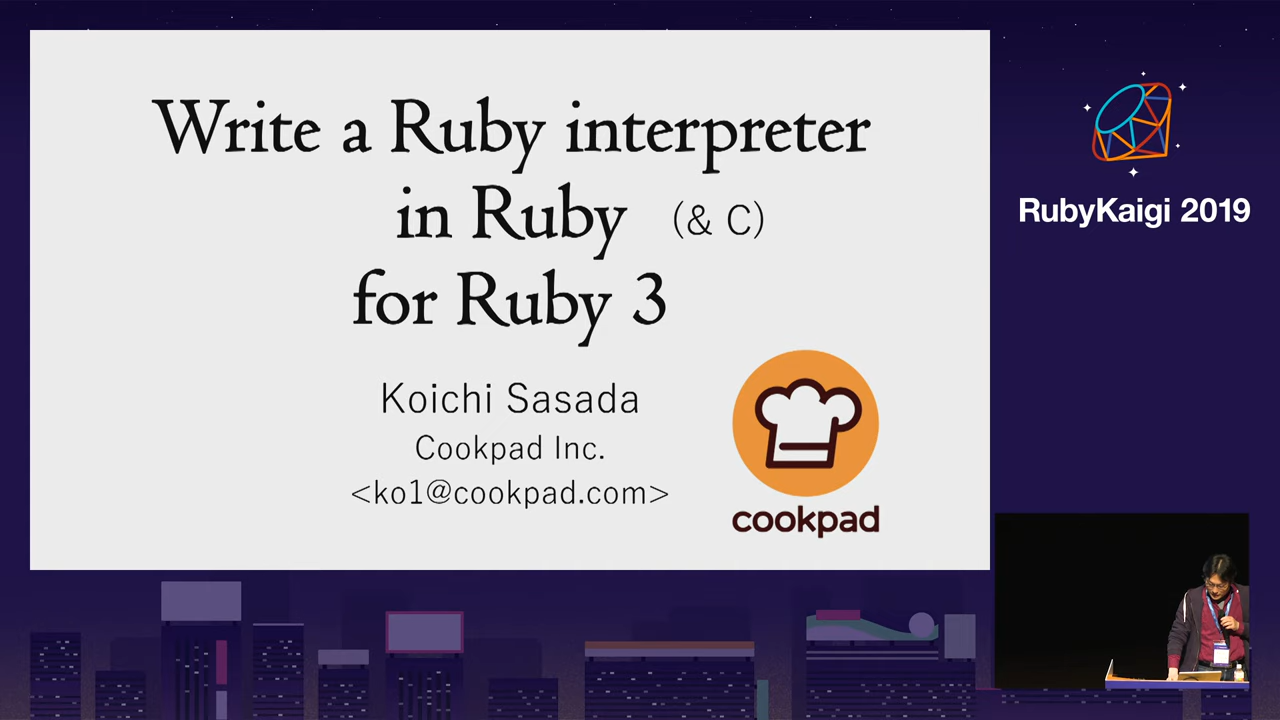 Write a Ruby interpreter
in Ruby (& C)
for Ruby 3
Koichi Sasada
Cookpad Inc.
<ko1@cookpad.com>
cookpad
RubyKaigi 2019